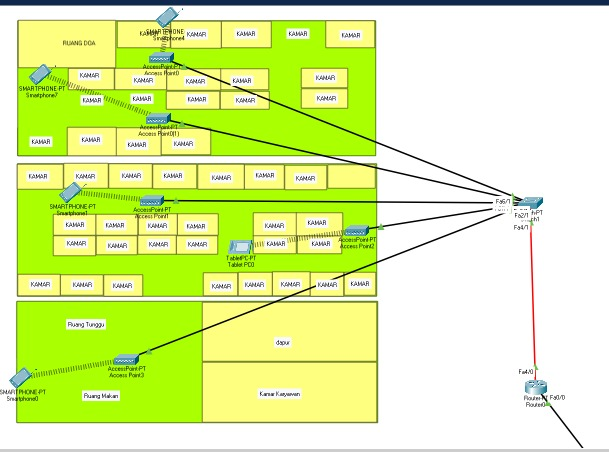 RUANG DOA
KAMAR
SMARTPHONE-PT
Smartphone4
KAMAR
KAMAR
KAMAR
KAMAR
AccessPoint-PT
Access Point0
SMARTPHONE-PT
Smartphone7
KAMAR
KAMAR
KAMAR
KAMAR
KAMAR
KAMAR
KAMAR
KAMAR
KAMAR
KAMAR
AccessPoint-PT
Access Point0(1)
KAMAR
KAMAR
KAMAR
KAMAR
KAMAR
KAMAR
KAMAR
KAMAR
KAMAR
KAMAR
KAMAR
SMARTPHONE-PT
Smartphone1
AccessPoint-PT
Access Point1
Fa5/1
Fa2/1
Fa4/1
KAMAR
KAMAR
KAMAR
KAMAR
KAMAR
KAMAR
AccessPoint-PT
Access Point2
KAMAR
KAMAR
KAMAR
KAMAR
KAMAR
KAMAR
TabletPC-PT
Tablet PC0
KAMAR
KAMAR
KAMAR
KAMAR
KAMAR
KAMAR
KAMAR
KAMAR
Ruang Tunggu
dapur
AccessPoint-PT
Access Point3
SMARTPHONE-PT
Smartphone0
Ruang Makan
Kamar Karyawan
Fa4/0
Fa0/0